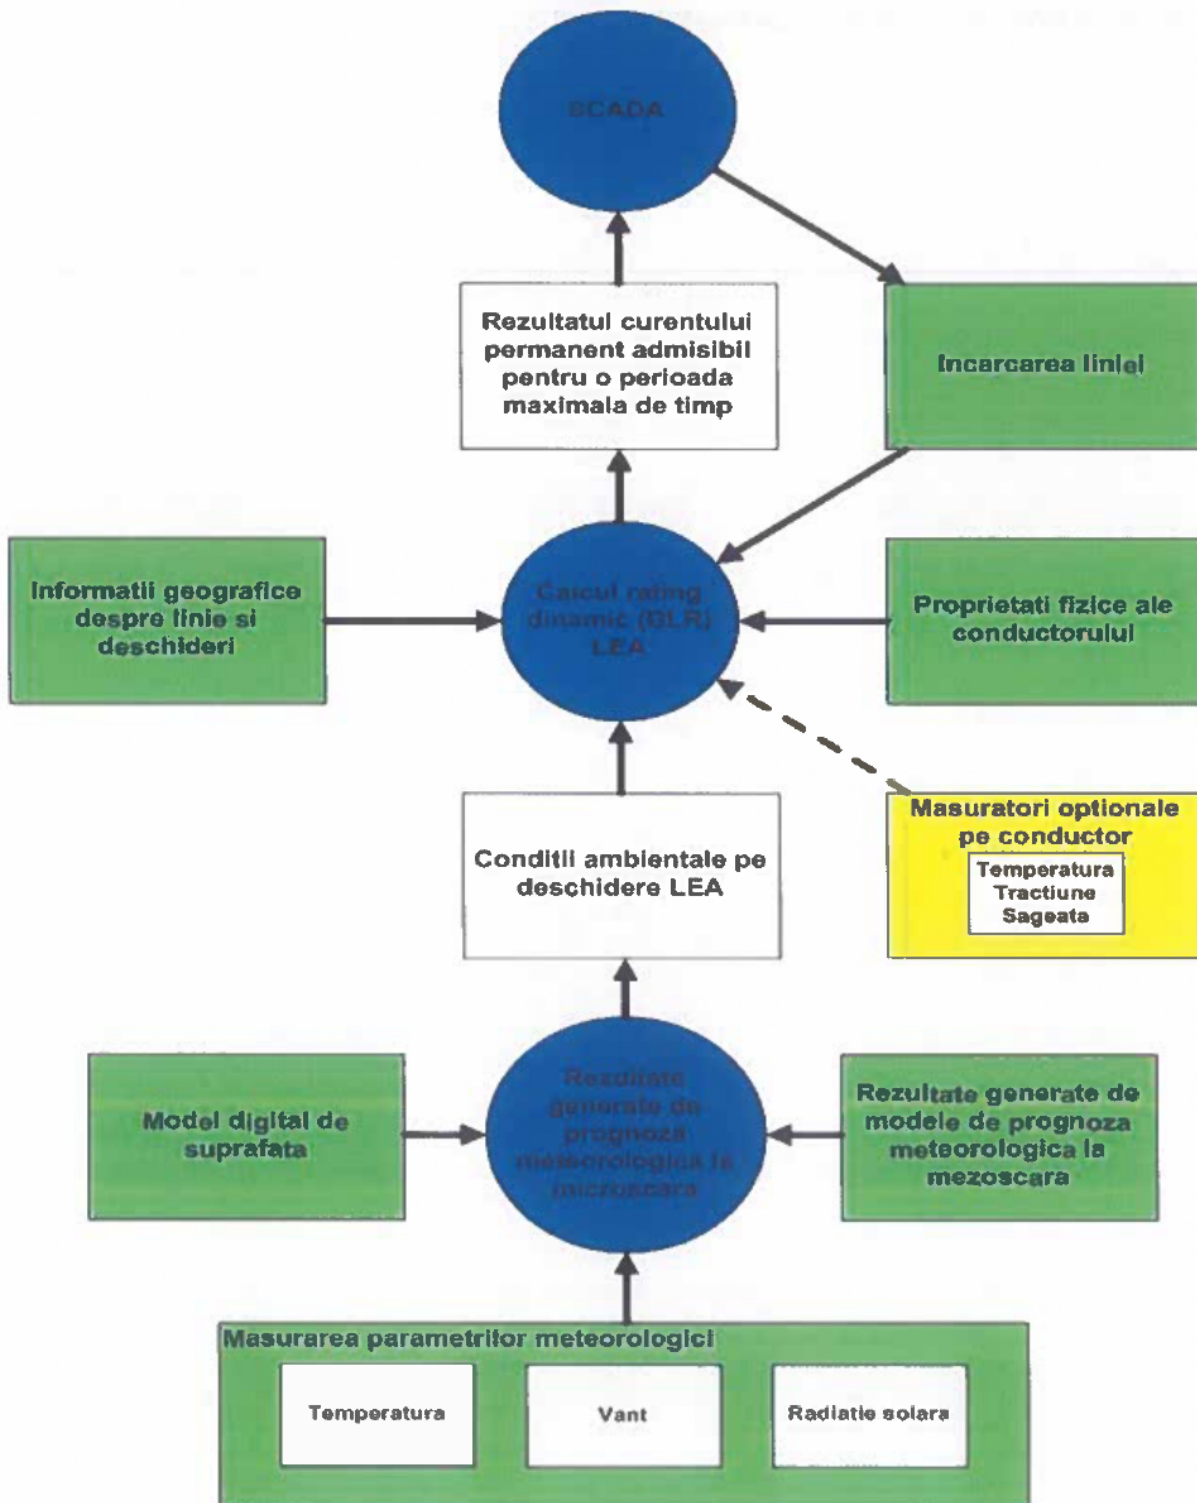 SCADA
Rezultatul curentului
permanent admisibil
pentru o perioada
maximala de timp
Incarcarea liniei
Informatii geografice
despre linie si
deschideri
Calcul rating
dinamic (DLR)
LEA
Proprietati fizice ale
conductorului
Masuratori optionale
pe conductor
Temperatura
Tractiune
Sageata
Conditii ambientale pe
deschidere LEA
Model digital de
suprafata
Rezultate
generate de
prognoza
meteorologica la
microscara
Rezultate generate de
modele de prognoza
meteorologica la
mezoscara
Masurarea parametrilor meteorologici
Temperatura
Vant
Radiatie solara